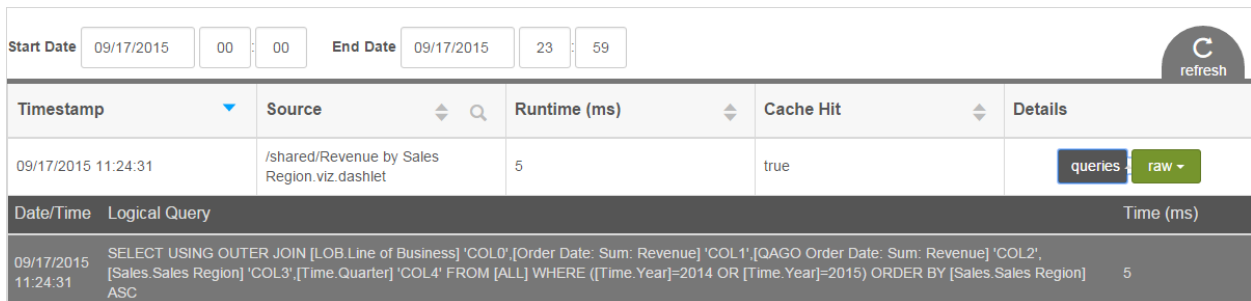 Start Date 09/17/2015 00 : 00 End Date 09/17/2015 23 : 59
refresh
Timestamp Source Runtime (ms) Cache Hit Details
09/17/2015 11:24:31 /shared/Revenue by Sales Region.viz.dashlet 5 true queries raw
Date/Time Logical Query Time (ms)
09/17/2015 11:24:31 SELECT USING OUTER JOIN [LOB.Line of Business] 'COL0',[Order Date: Sum: Revenue] 'COL1',[QAGO Order Date: Sum: Revenue] 'COL2',
[Sales.Sales Region] 'COL3',[Time.Quarter] 'COL4' FROM [ALL] WHERE ([Time.Year]=2014 OR [Time.Year]=2015) ORDER BY [Sales.Sales Region] 5
ASC